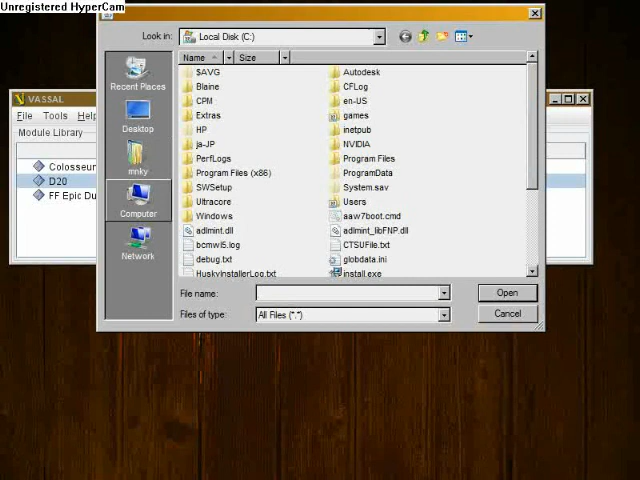 Unregistered HyperCam
Look in: Local Disk (C:)
Name Size
$AVG Autodesk
Blaine CFLog
CPM en-US
Extras games
HP inetpub
ja-JP NVIDIA
PerfLogs Program Files
Program Files (x86) ProgramData
SWSetup System.sav
Ultracore Users
Windows aaw7boot.cmd
adlmint.dll adlmint_libFNP.dll
bcmwl5.log CTSUFile.txt
debug.txt globdata.ini
HuskyInstallerLog.txt install.exe
Recent Places
Desktop
mnky
Computer
Network
File name: Open
Files of type: All Files (*.*) Cancel
VASSAL
File Tools Help
Module Library
Colosseum
D20
FF Epic Du